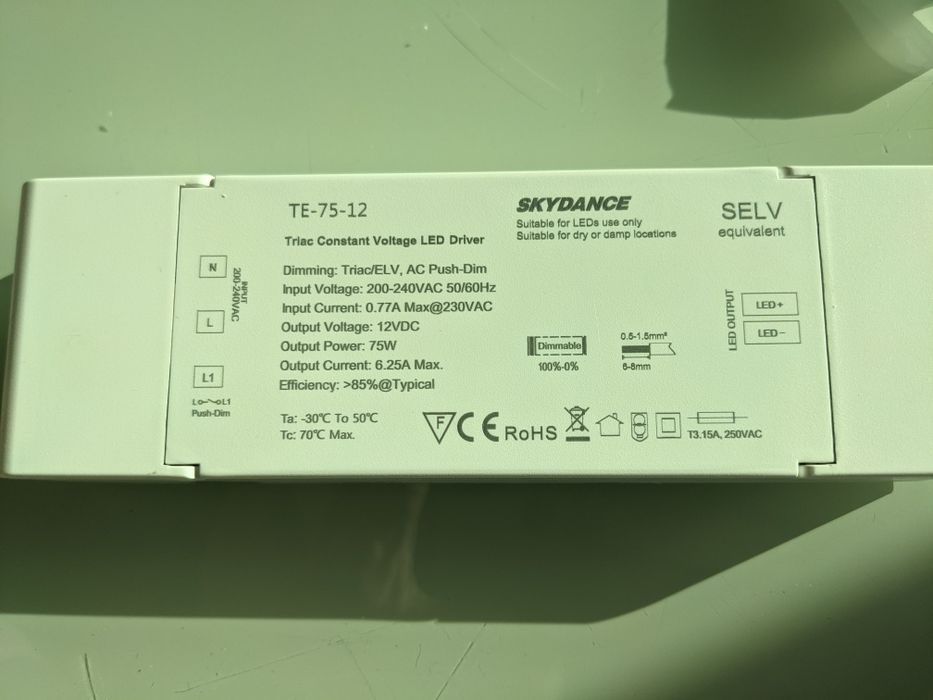 TE-75-12
Triac Constant Voltage LED Driver
SKYDANCE
Suitable for LEDs use only
Suitable for dry or damp locations
SELV
equivalent
N
L
L1
INPUT
200-240VAC
L L1
Push-Dim
Dimming: Triac/ELV, AC Push-Dim
Input Voltage: 200-240VAC 50/60Hz
Input Current: 0.77A Max@230VAC
Output Voltage: 12VDC
Output Power: 75W
Output Current: 6.25A Max.
Efficiency: >85%@Typical
Dimmable
100%-0%
0.5-1.5mm²
6-8mm
LED OUTPUT
LED+
LED−
Ta: -30℃ To 50℃
Tc: 70℃ Max.
F
CE
RoHS
T3.15A, 250VAC